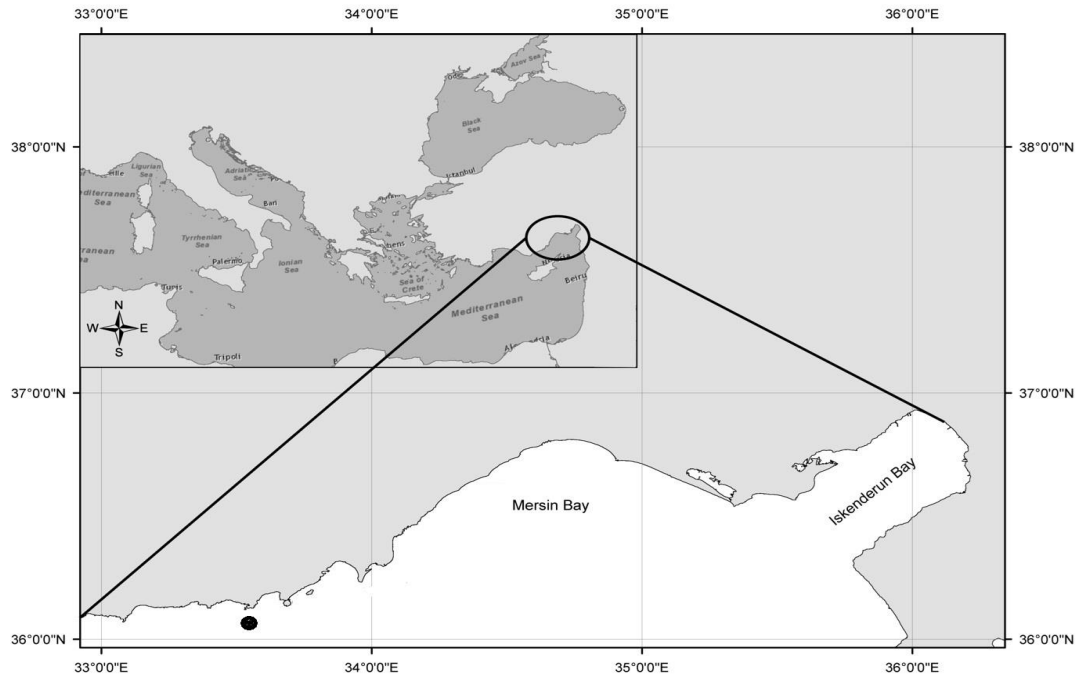 33°0'0"E 34°0'0"E 35°0'0"E 36°0'0"E
38°0'0"N
37°0'0"N
36°0'0"N
Azov Sea
Black
Sea
Istanbul
Ligurian
Sea
Adriatic
Sea
Bari
Tyrrhenian
Sea
Palermo
Ionian
Sea
Sea of
Crete
Mediterranean
Sea
Tunis
Tripoli
Beiru
N
W E
S
38°0'0"N
37°0'0"N
36°0'0"N
Mersin Bay
Iskenderun Bay
33°0'0"E 34°0'0"E 35°0'0"E 36°0'0"E